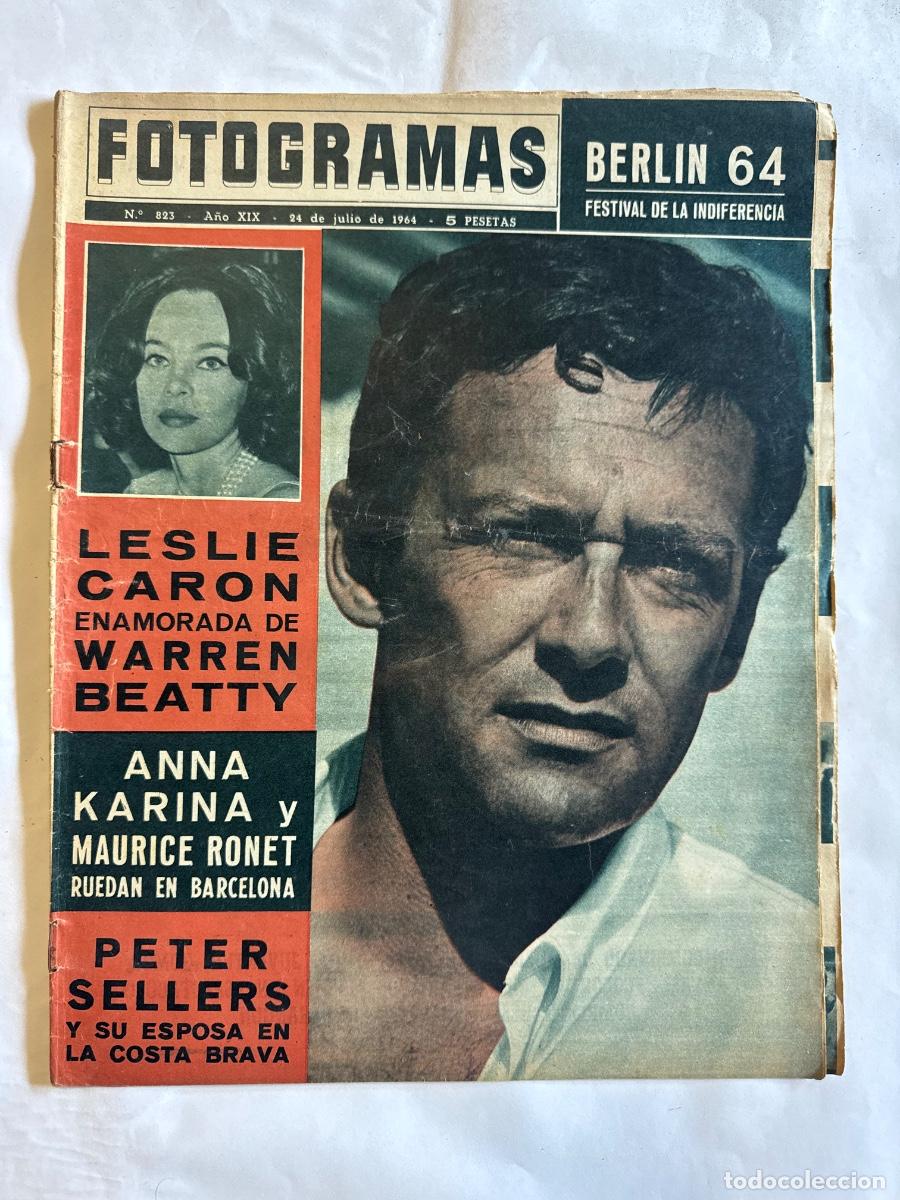 FOTOGRAMAS
N.º 823 - Año XIX - 24 de julio de 1964 - 5 PESETAS
BERLIN 64
FESTIVAL DE LA INDIFERENCIA
LESLIE
CARON
ENAMORADA DE
WARREN
BEATTY
ANNA
KARINA y
MAURICE RONET
RUEDAN EN BARCELONA
PETER
SELLERS
Y SU ESPOSA EN
LA COSTA BRAVA
todocoleccion